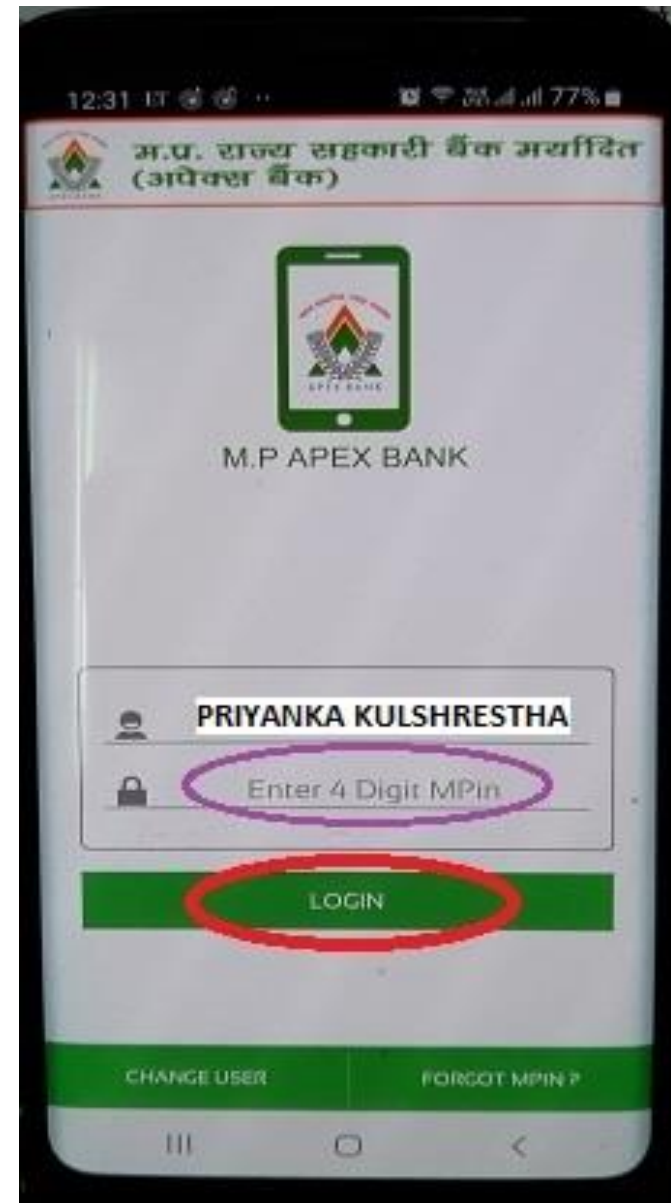 12:31
77%
म.प्र. राज्य सहकारी बैंक मर्यादित
(अपेक्स बैंक)
APEX BANK
M.P APEX BANK
PRIYANKA KULSHRESTHA
Enter 4 Digit MPin
LOGIN
CHANGE USER
FORGOT MPIN ?